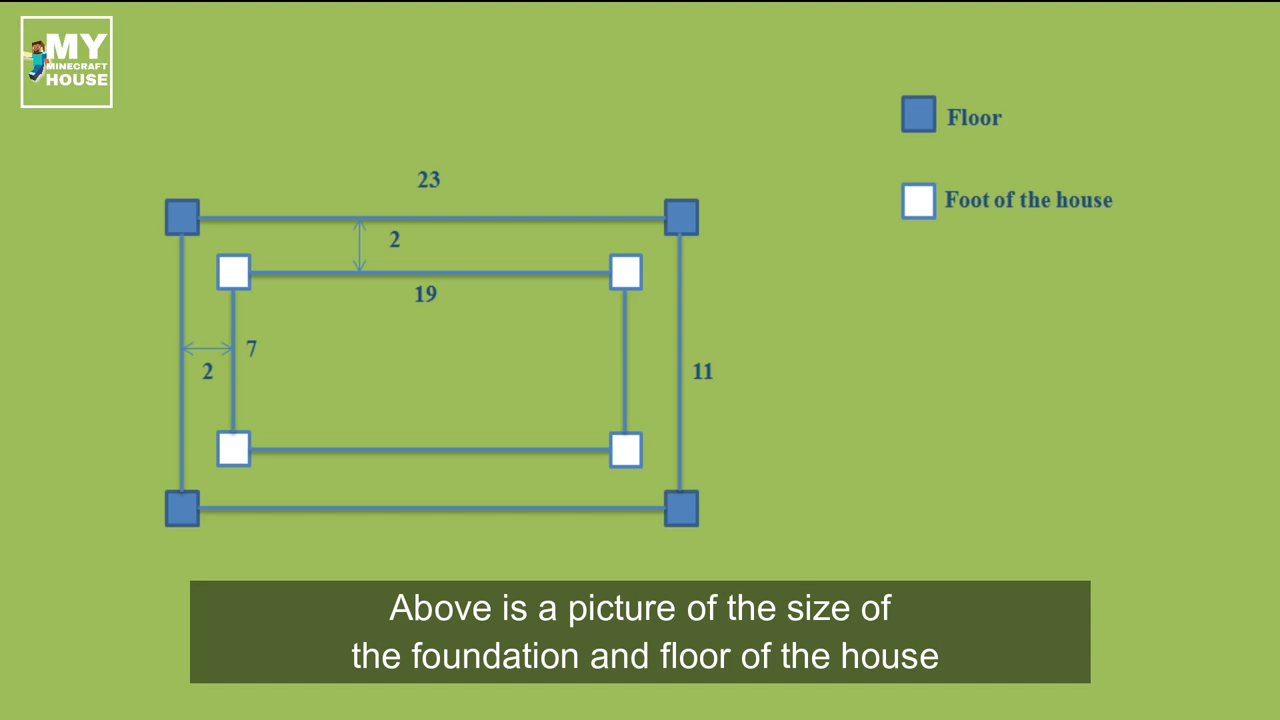 MY
MINECRAFT
HOUSE
Floor
23
Foot of the house
2
19
7
2
11
Above is a picture of the size of
the foundation and floor of the house